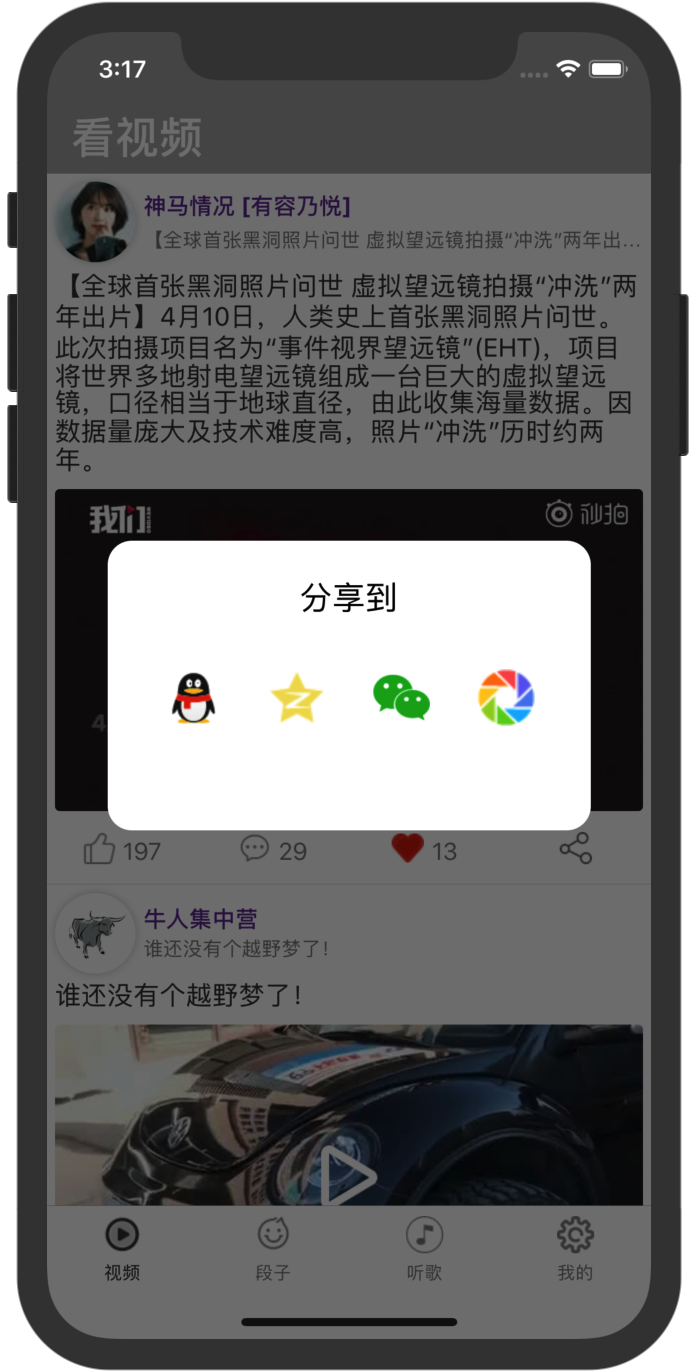 3:17
看视频
神马情况 [有容乃悦]
【全球首张黑洞照片问世 虚拟望远镜拍摄“冲洗”两年出...
【全球首张黑洞照片问世 虚拟望远镜拍摄“冲洗”两
年出片】4月10日，人类史上首张黑洞照片问世。
此次拍摄项目名为“事件视界望远镜”(EHT)，项目
将世界多地射电望远镜组成一台巨大的虚拟望远
镜，口径相当于地球直径，由此收集海量数据。因
数据量庞大及技术难度高，照片“冲洗”历时约两
年。
我们
秒拍
分享到
4
197
29
13
牛人集中营
谁还没有个越野梦了！
谁还没有个越野梦了！
视频
段子
听歌
我的